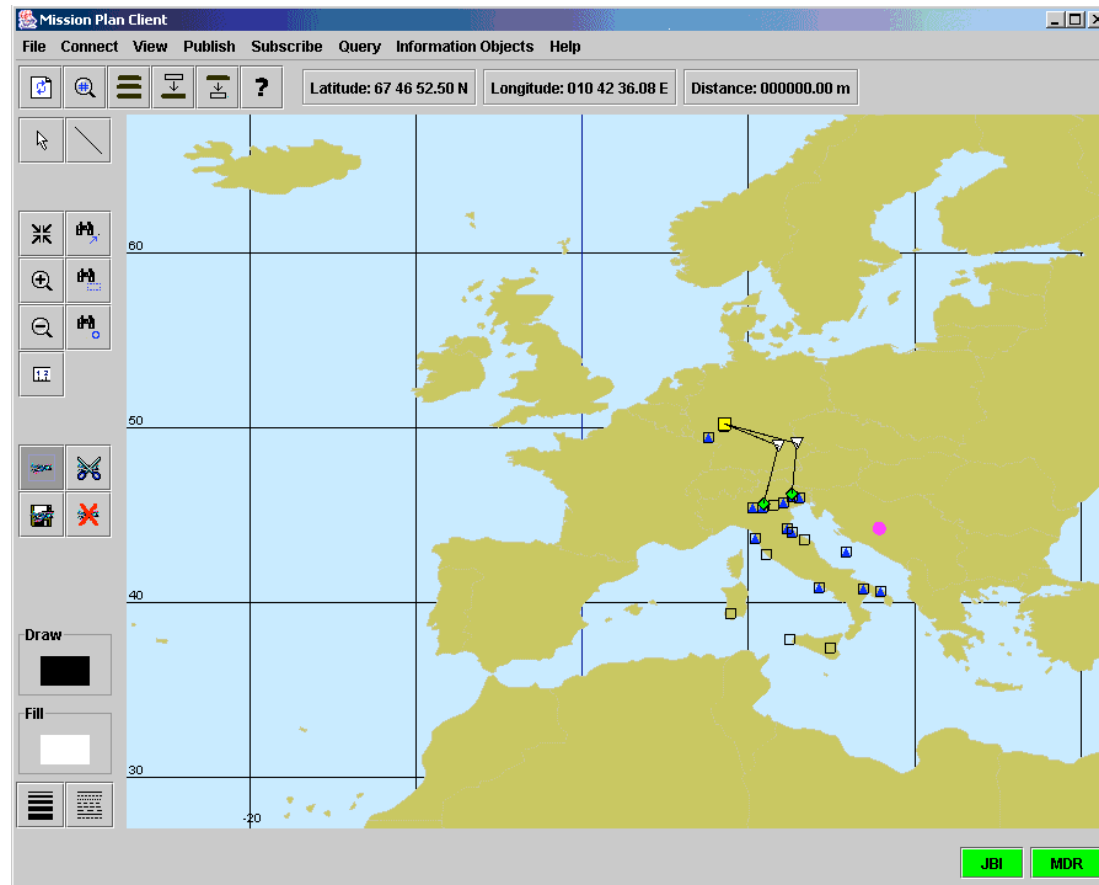 Mission Plan Client
File Connect View Publish Subscribe Query Information Objects Help
? Latitude: 67 46 52.50 N Longitude: 010 42 36.08 E Distance: 000000.00 m
60
50
40
Draw
Fill
30
-20
JBI MDR